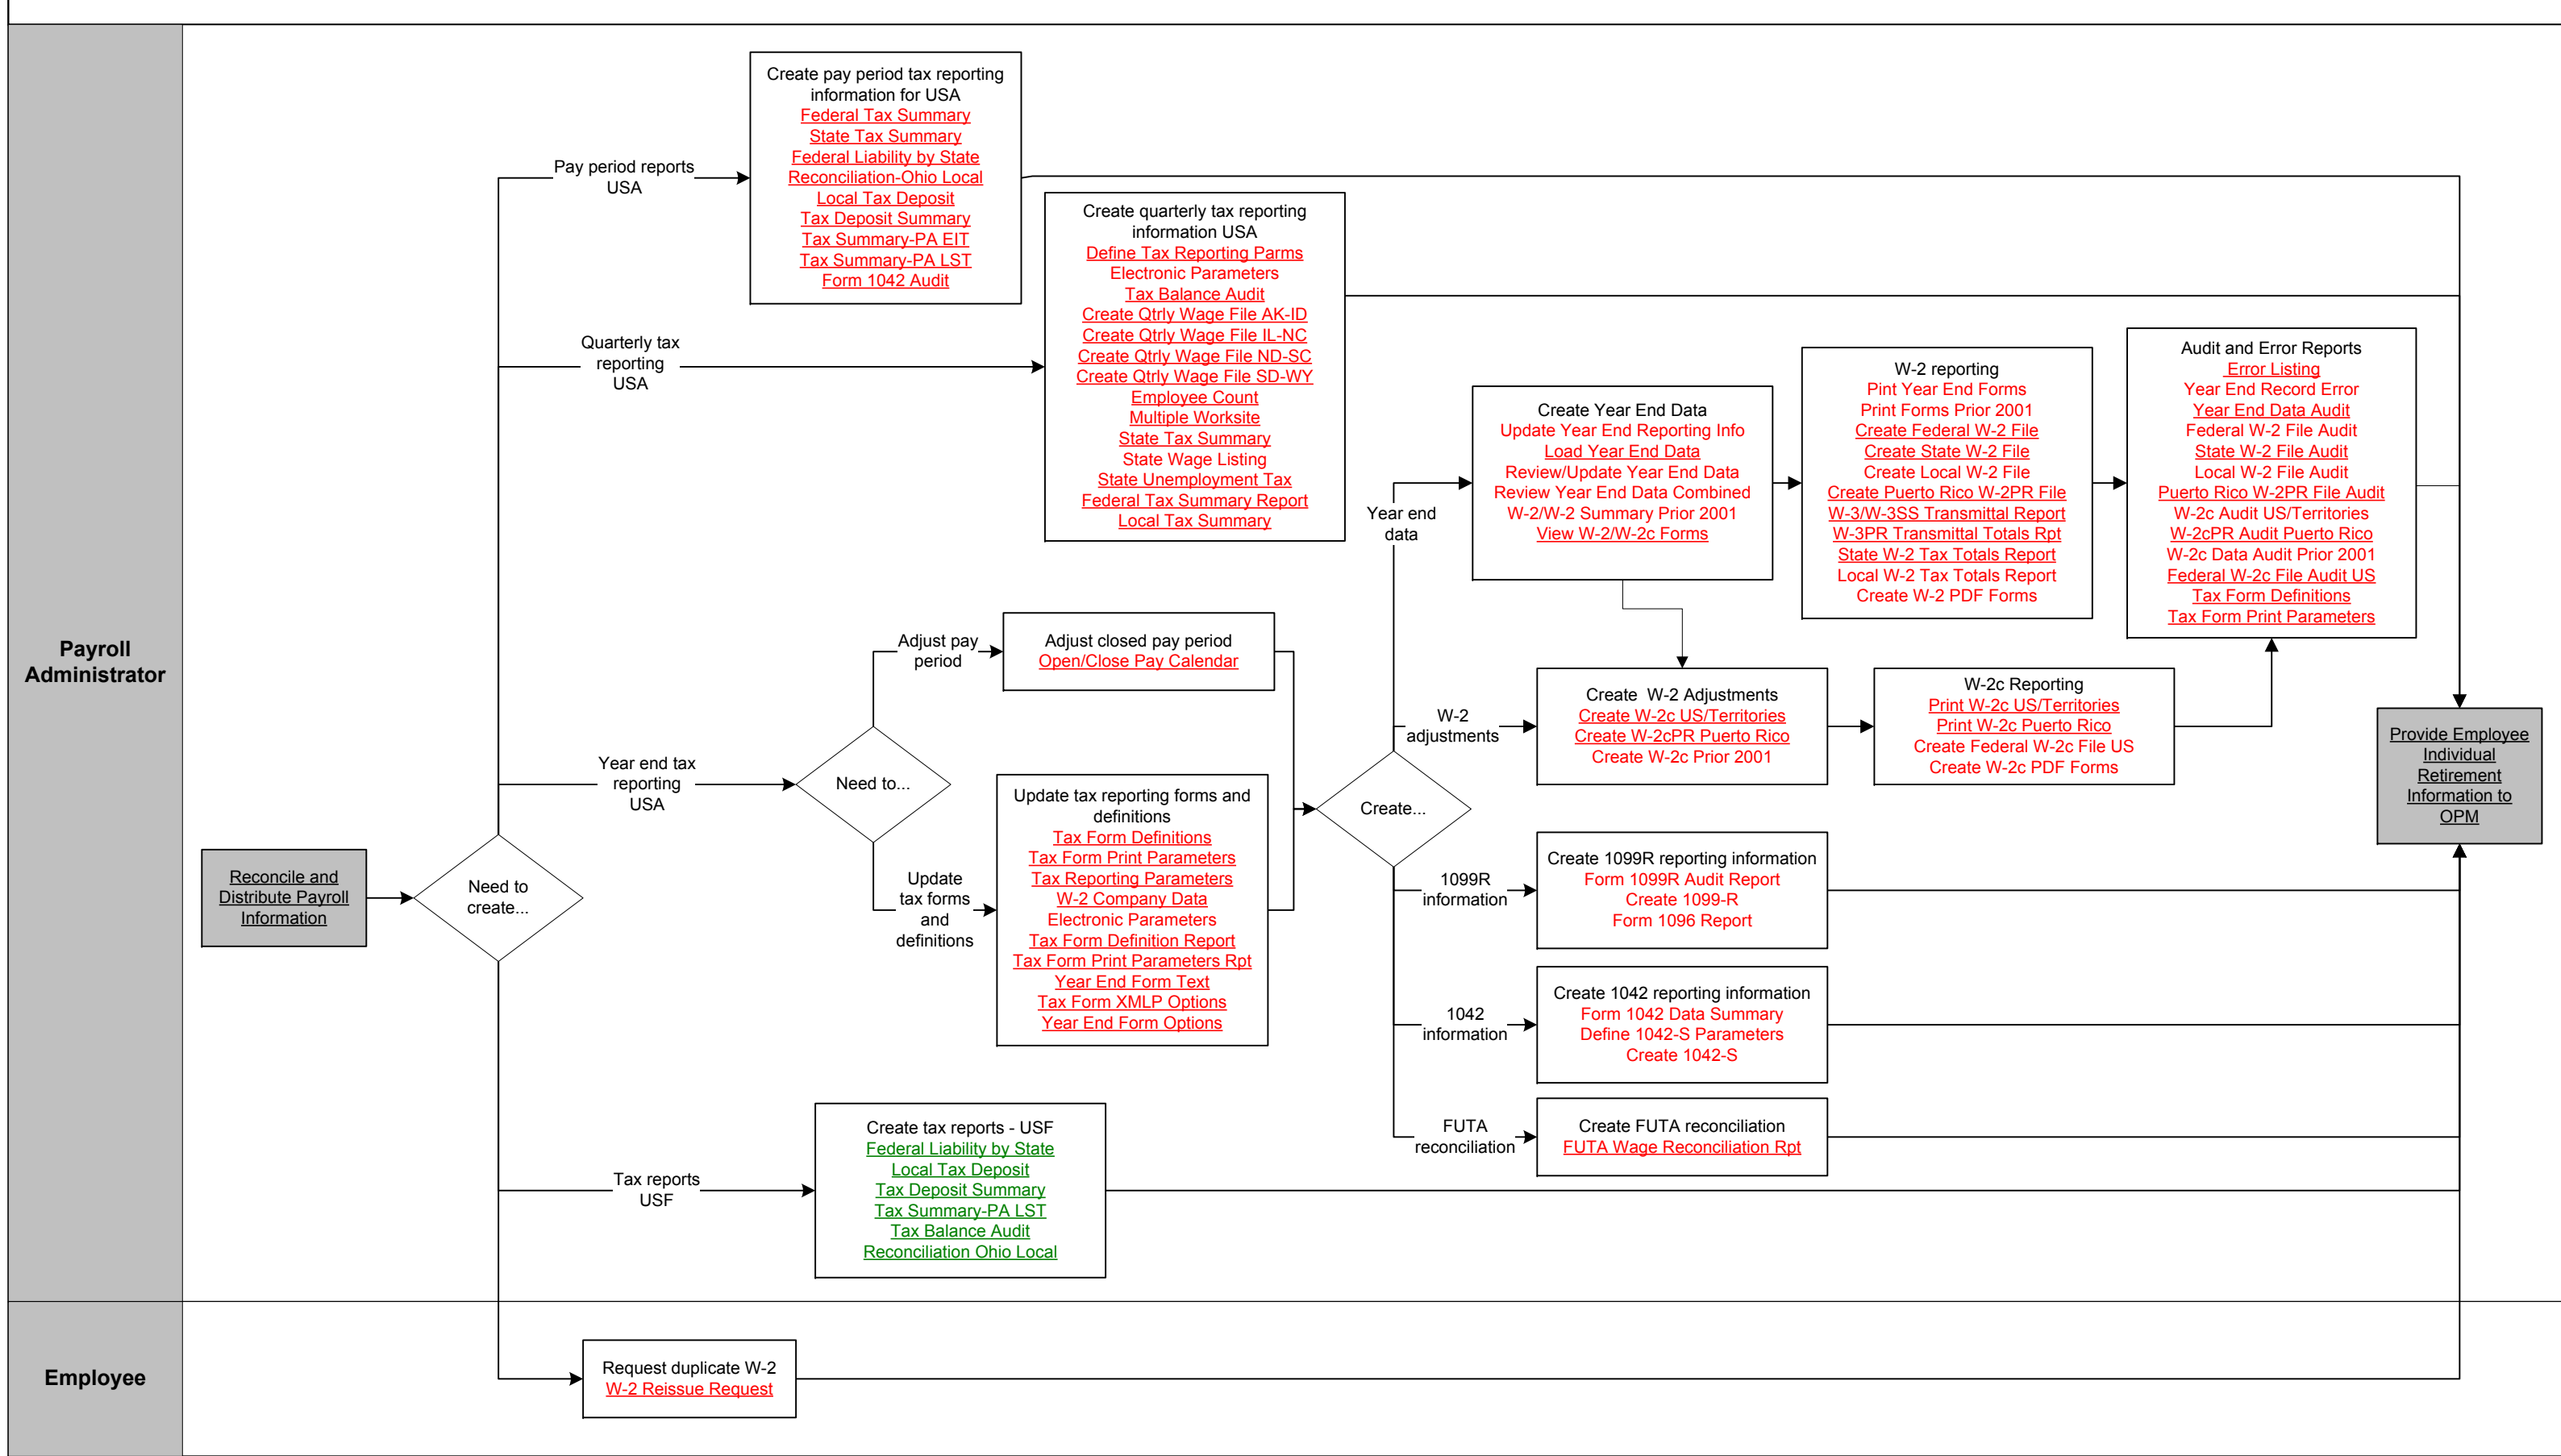 Payroll
Administrator
Reconcile and
Distribute Payroll
Information
Need to
create...
Pay period reports
USA
Create pay period tax reporting
information for USA
Federal Tax Summary
State Tax Summary
Federal Liability by State
Reconciliation-Ohio Local
Local Tax Deposit
Tax Deposit Summary
Tax Summary-PA EIT
Tax Summary-PA LST
Form 1042 Audit
Quarterly tax
reporting
USA
Create quarterly tax reporting
information USA
Define Tax Reporting Parms
Electronic Parameters
Tax Balance Audit
Create Qtrly Wage File AK-ID
Create Qtrly Wage File IL-NC
Create Qtrly Wage File ND-SC
Create Qtrly Wage File SD-WY
Employee Count
Multiple Worksite
State Tax Summary
State Wage Listing
State Unemployment Tax
Federal Tax Summary Report
Local Tax Summary
Year end tax
reporting
USA
Need to...
Adjust pay
period
Adjust closed pay period
Open/Close Pay Calendar
Update
tax forms
and
definitions
Update tax reporting forms and
definitions
Tax Form Definitions
Tax Form Print Parameters
Tax Reporting Parameters
W-2 Company Data
Electronic Parameters
Tax Form Definition Report
Tax Form Print Parameters Rpt
Year End Form Text
Tax Form XMLP Options
Year End Form Options
Create...
Year end
data
Create Year End Data
Update Year End Reporting Info
Load Year End Data
Review/Update Year End Data
Review Year End Data Combined
W-2/W-2 Summary Prior 2001
View W-2/W-2c Forms
W-2 reporting
Pint Year End Forms
Print Forms Prior 2001
Create Federal W-2 File
Create State W-2 File
Create Local W-2 File
Create Puerto Rico W-2PR File
W-3/W-3SS Transmittal Report
W-3PR Transmittal Totals Rpt
State W-2 Tax Totals Report
Local W-2 Tax Totals Report
Create W-2 PDF Forms
Audit and Error Reports
Error Listing
Year End Record Error
Year End Data Audit
Federal W-2 File Audit
State W-2 File Audit
Local W-2 File Audit
Puerto Rico W-2PR File Audit
W-2c Audit US/Territories
W-2cPR Audit Puerto Rico
W-2c Data Audit Prior 2001
Federal W-2c File Audit US
Tax Form Definitions
Tax Form Print Parameters
W-2
adjustments
Create W-2 Adjustments
Create W-2c US/Territories
Create W-2cPR Puerto Rico
Create W-2c Prior 2001
W-2c Reporting
Print W-2c US/Territories
Print W-2c Puerto Rico
Create Federal W-2c File US
Create W-2c PDF Forms
Provide Employee
Individual
Retirement
Information to
OPM
1099R
information
Create 1099R reporting information
Form 1099R Audit Report
Create 1099-R
Form 1096 Report
1042
information
Create 1042 reporting information
Form 1042 Data Summary
Define 1042-S Parameters
Create 1042-S
FUTA
reconciliation
Create FUTA reconciliation
FUTA Wage Reconciliation Rpt
Tax reports
USF
Create tax reports - USF
Federal Liability by State
Local Tax Deposit
Tax Deposit Summary
Tax Summary-PA LST
Tax Balance Audit
Reconciliation Ohio Local
Employee
Request duplicate W-2
W-2 Reissue Request